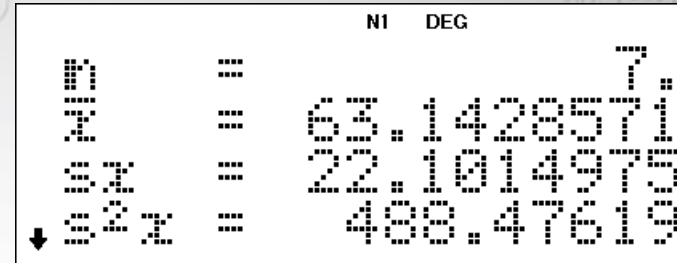 N1 DEG
n = 7.
x̅ = 63.1428571
sx = 22.1014975
s²x = 488.47619